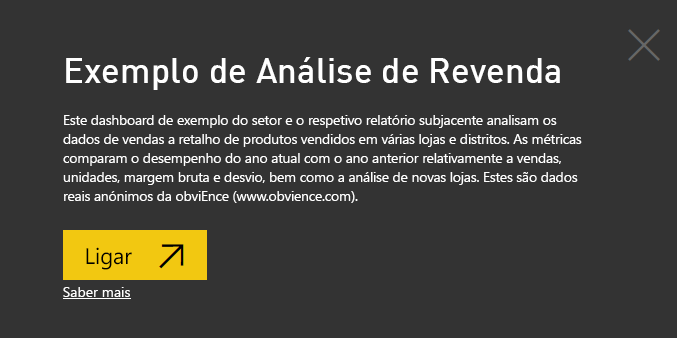 Exemplo de Análise de Revenda
Este dashboard de exemplo do setor e o respetivo relatório subjacente analisam os
dados de vendas a retalho de produtos vendidos em várias lojas e distritos. As métricas
comparam o desempenho do ano atual com o ano anterior relativamente a vendas,
unidades, margem bruta e desvio, bem como a análise de novas lojas. Estes são dados
reais anónimos da obviEnce (www.obvience.com).
Ligar
Saber mais